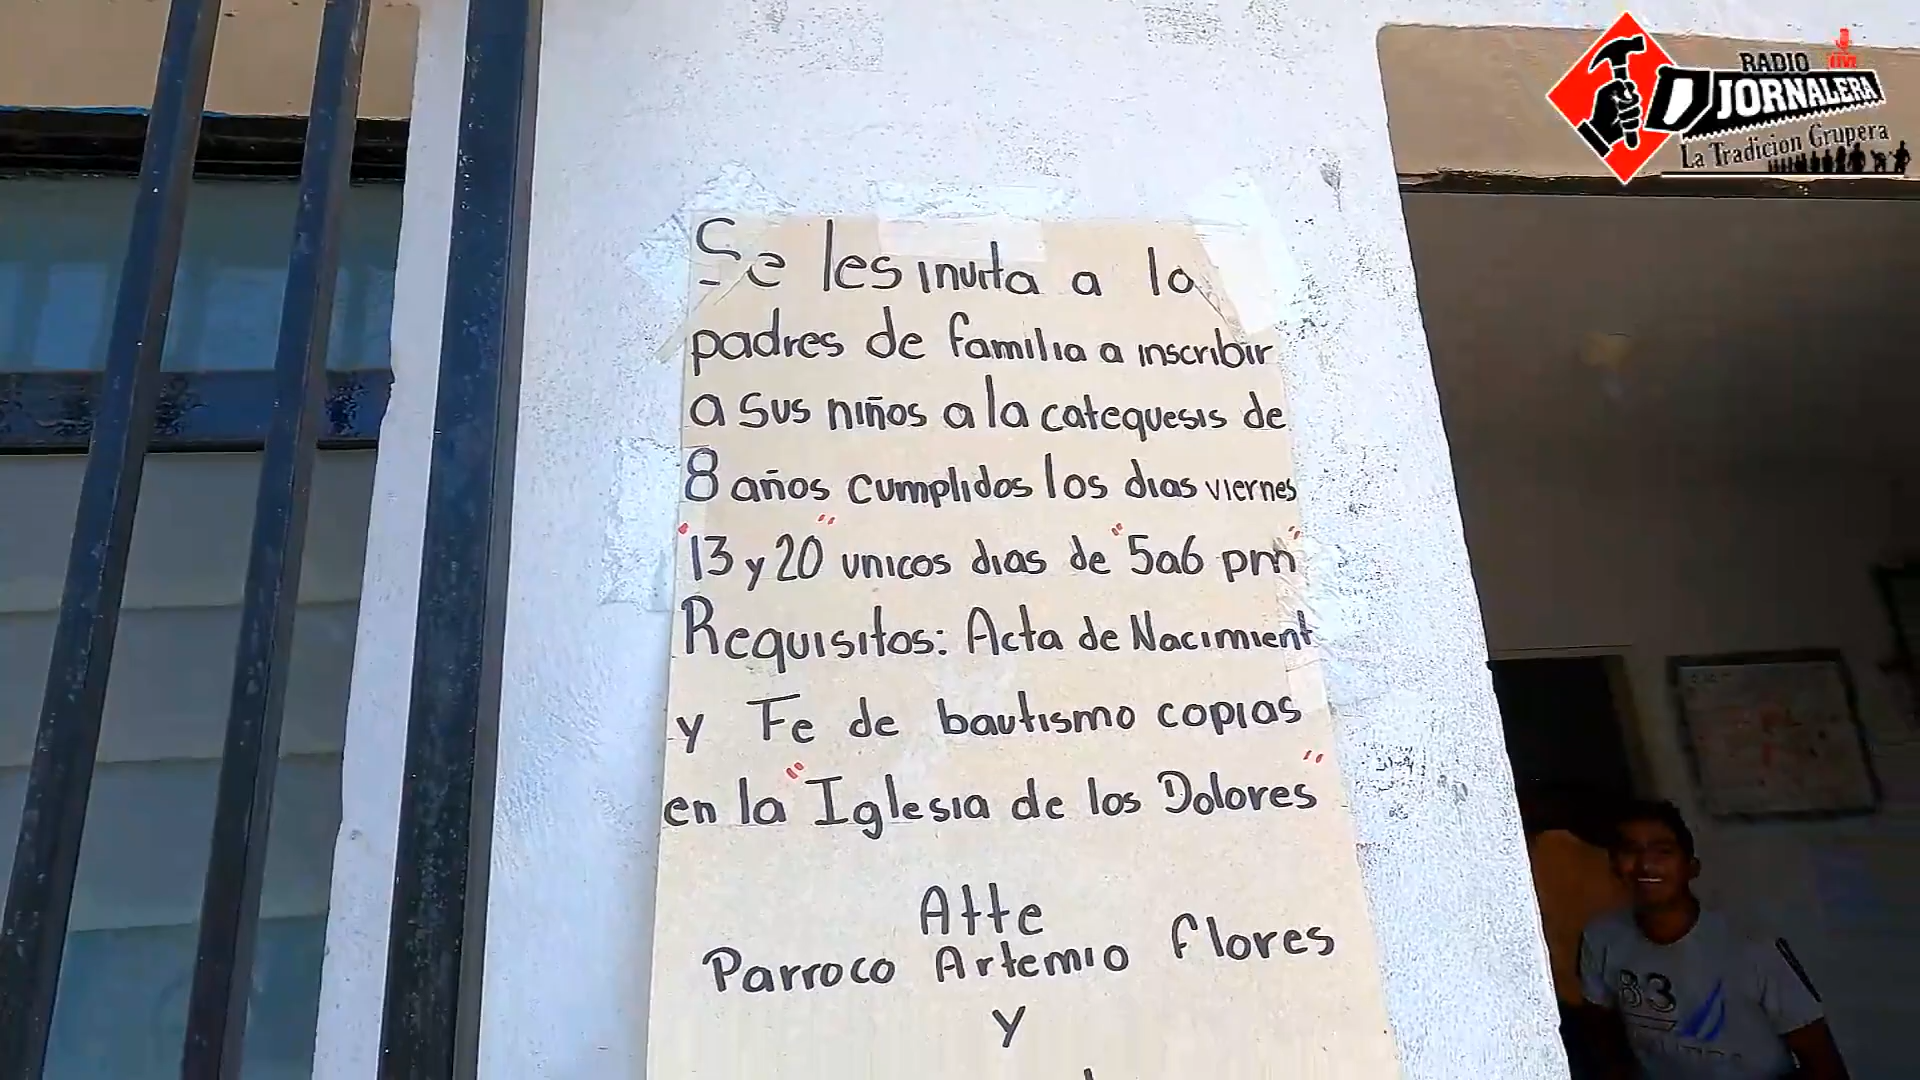 RADIO
DJORNALERA
La Tradicion Grupera
Se les invita a lo
padres de familia a inscribir
a sus niños a la catequesis de
8 años cumplidos los dias viernes
"13 y 20" unicos dias de "5a6 pm"
Requisitos: Acta de Nacimient
y Fe de bautismo copias
en la "Iglesia de los Dolores"
Atte
Parroco Artemio flores
y
83